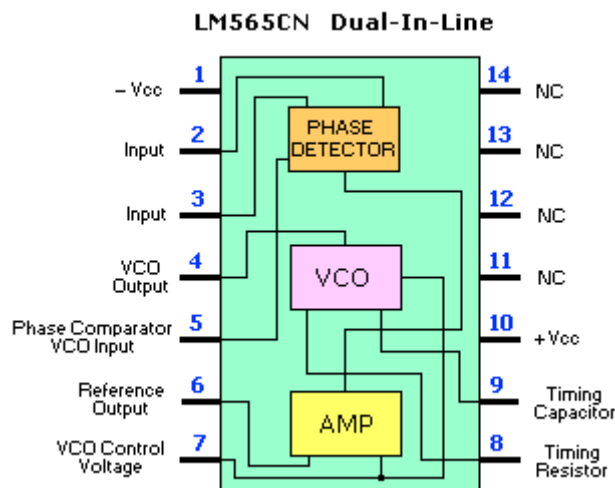 LM565CN Dual-In-Line
1
– Vcc
2
Input
3
Input
4
VCO
Output
5
Phase Comparator
VCO Input
6
Reference
Output
7
VCO Control
Voltage
PHASE
DETECTOR
VCO
AMP
14
NC
13
NC
12
NC
11
NC
10
+ Vcc
9
Timing
Capacitor
8
Timing
Resistor